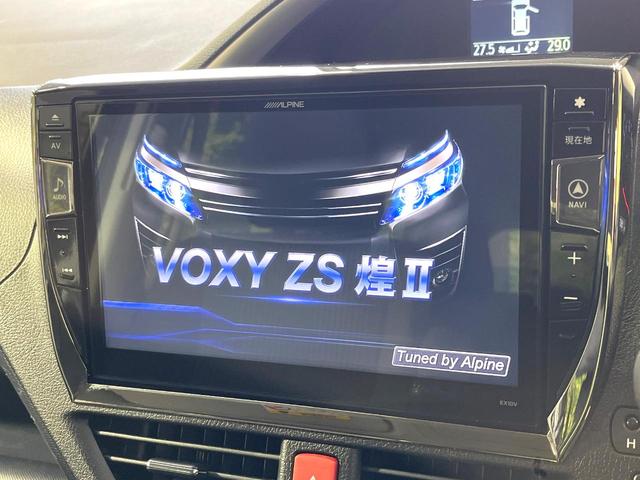 27.5 29.0
ALPINE
AV
AUDIO
現在地
NAVI
VOXY ZS 煌Ⅱ
Tuned by Alpine
EX10V
H